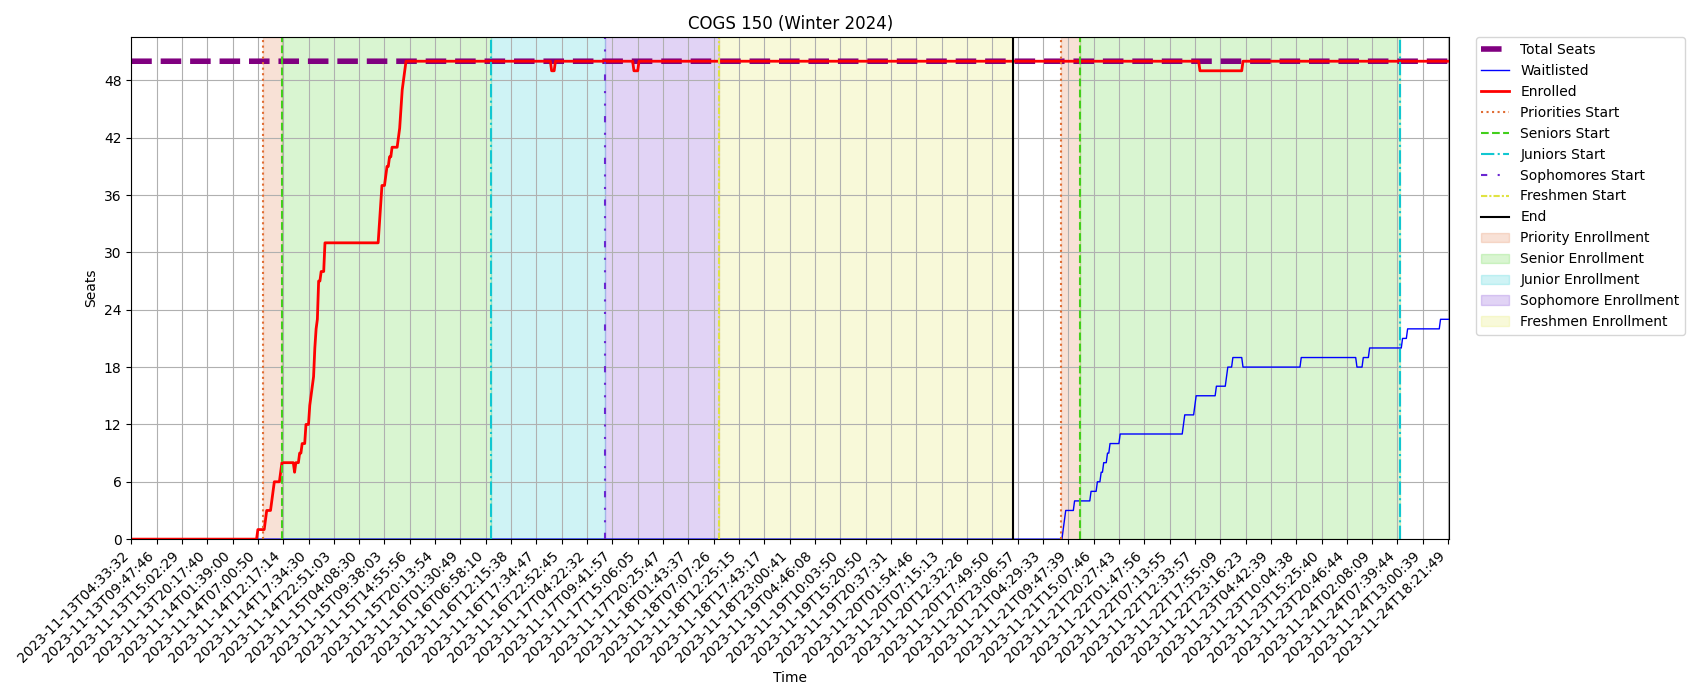 COGS 150 (Winter 2024)
Total Seats
Waitlisted
Enrolled
Priorities Start
Seniors Start
Juniors Start
Sophomores Start
Freshmen Start
End
Priority Enrollment
Senior Enrollment
Junior Enrollment
Sophomore Enrollment
Freshmen Enrollment
Seats
48
42
36
30
24
18
12
6
0
2023-11-13T04:33:32
2023-11-13T09:47:46
2023-11-13T15:02:29
2023-11-13T20:17:40
2023-11-14T01:39:00
2023-11-14T07:00:50
2023-11-14T12:17:14
2023-11-14T17:34:30
2023-11-14T22:51:03
2023-11-15T04:08:30
2023-11-15T09:38:03
2023-11-15T14:55:56
2023-11-15T20:13:54
2023-11-16T01:30:49
2023-11-16T06:58:10
2023-11-16T12:15:38
2023-11-16T17:34:47
2023-11-16T22:52:45
2023-11-17T04:22:32
2023-11-17T09:41:57
2023-11-17T15:06:05
2023-11-17T20:25:47
2023-11-18T01:43:37
2023-11-18T07:07:26
2023-11-18T12:25:15
2023-11-18T17:43:17
2023-11-18T23:00:41
2023-11-19T04:46:08
2023-11-19T10:03:50
2023-11-19T15:20:50
2023-11-19T20:37:31
2023-11-20T01:54:46
2023-11-20T07:15:13
2023-11-20T12:32:26
2023-11-20T17:49:50
2023-11-20T23:06:57
2023-11-21T04:29:33
2023-11-21T09:47:39
2023-11-21T15:07:46
2023-11-21T20:27:43
2023-11-22T01:47:56
2023-11-22T07:13:55
2023-11-22T12:33:57
2023-11-22T17:55:09
2023-11-22T23:16:23
2023-11-23T04:42:39
2023-11-23T10:04:38
2023-11-23T15:25:40
2023-11-23T20:46:44
2023-11-24T02:08:09
2023-11-24T07:39:44
2023-11-24T13:00:39
2023-11-24T18:21:49
Time